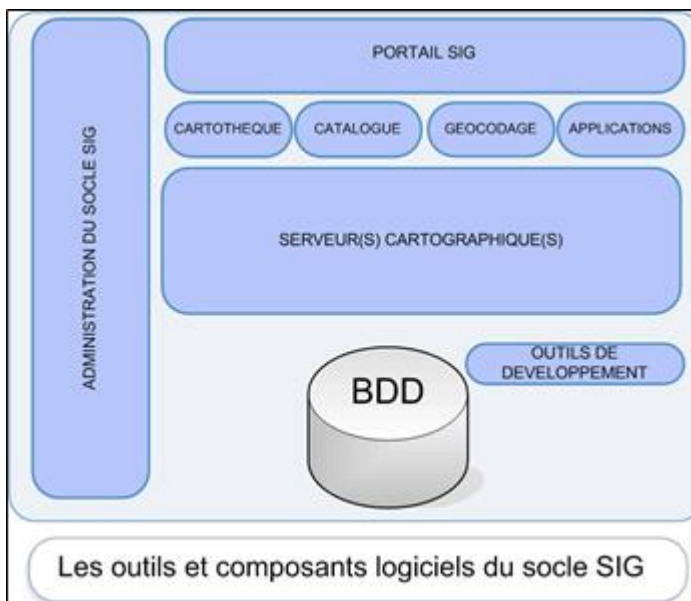 ADMINISTRATION DU SOCLE SIG
PORTAIL SIG
CARTOTHEQUE
CATALOGUE
GEOCODAGE
APPLICATIONS
SERVEUR(S) CARTOGRAPHIQUE(S)
OUTILS DE
DEVELOPPEMENT
BDD
Les outils et composants logiciels du socle SIG